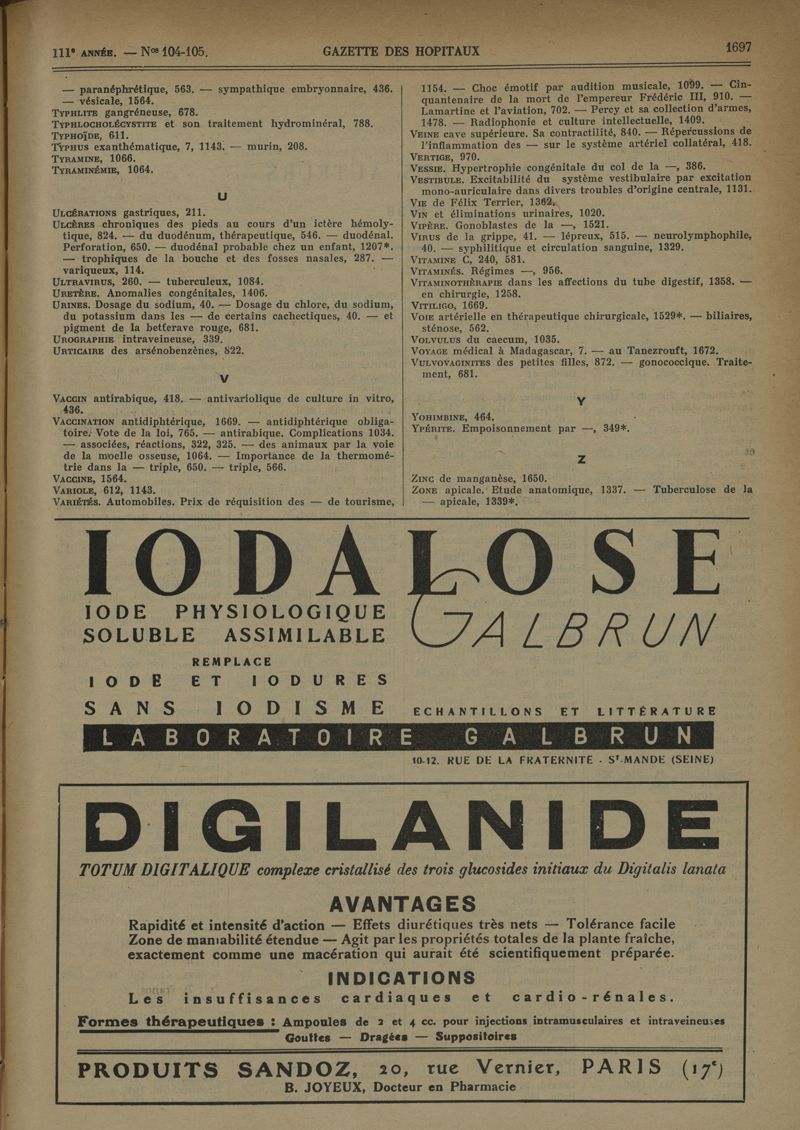 111e ANNÉE. — Nos 104-105.
GAZETTE DES HOPITAUX
1697
— paranéphrétique, 563. — sympathique embryonnaire, 436.
— vésicale, 1564.
TYPHLITE gangréneuse, 678.
TYPHLOCHOLÉCYSTITE et son traitement hydrominéral, 788.
TYPHOÏDE, 611.
TYPHUS exanthématique, 7, 1143. — murin, 208.
TYRAMINE, 1066.
TYRAMINÉMIE, 1064.
U
ULCÉRATIONS gastriques, 211.
ULCÈRES chroniques des pieds au cours d'un ictère hémoly-
tique, 824. — du duodénum, thérapeutique, 546. — duodénal.
Perforation, 650. — duodénal probable chez un enfant, 1207*.
— trophiques de la bouche et des fosses nasales, 287. —
variqueux, 114.
ULTRAVIRUS, 260. — tuberculeux, 1084.
URETÈRE. Anomalies congénitales, 1406.
URINES. Dosage du sodium, 40. — Dosage du chlore, du sodium,
du potassium dans les — de certains cachectiques, 40. — et
pigment de la betterave rouge, 681.
UROGRAPHIE intraveineuse, 339.
URTICAIRE des arsénobenzènes, 822.
V
VACCIN antirabique, 418. — antivariolique de culture in vitro,
436.
VACCINATION antidiphtérique, 1669. — antidiphtérique obliga-
toire. Vote de la loi, 765. — antirabique. Complications 1034.
— associées, réactions, 322, 325. — des animaux par la voie
de la moelle osseuse, 1064. — Importance de la thermomé-
trie dans la — triple, 650. — triple, 566.
VACCINE, 1564.
VARIOLE, 612, 1143.
VARIÉTÉS. Automobiles. Prix de réquisition des — de tourisme,
1154. — Choc émotif par audition musicale, 1099. — Cin-
quantenaire de la mort de l'empereur Frédéric III, 910. —
Lamartine et l'aviation, 702. — Percy et sa collection d'armes,
1478. — Radiophonie et culture intellectuelle, 1409.
VEINE cave supérieure. Sa contractilité, 840. — Répercussions de
l'inflammation des — sur le système artériel collatéral, 418.
VERTIGE, 970.
VESSIE. Hypertrophie congénitale du col de la —, 386.
VESTIBULE. Excitabilité du système vestibulaire par excitation
mono-auriculaire dans divers troubles d'origine centrale, 1131.
VIE de Félix Terrier, 1362.
VIN et éliminations urinaires, 1020.
VIPÈRE. Gonoblastes de la —, 1521.
VIRUS de la grippe, 41. — lépreux, 515. — neurolymphophile,
40. — syphilitique et circulation sanguine, 1329.
VITAMINE C, 240, 581.
VITAMINÉS. Régimes —, 956.
VITAMINOTHÉRAPIE dans les affections du tube digestif, 1358. —
en chirurgie, 1258.
VITILIGO, 1669.
VOIE artérielle en thérapeutique chirurgicale, 1529*. — biliaires,
sténose, 562.
VOLVULUS du caecum, 1035.
VOYAGE médical à Madagascar, 7. — au Tanezrouft, 1672.
VULVOVAGINITES des petites filles, 872. — gonococcique. Traite-
ment, 681.
Y
YOHIMBINE, 464.
YPÉRITE. Empoisonnement par —, 349*.
Z
ZINC de manganèse, 1650.
ZONE apicale. Etude anatomique, 1337. — Tuberculose de la
— apicale, 1339*.
IODALOSE
GALBRUN
IODE PHYSIOLOGIQUE
SOLUBLE ASSIMILABLE
REMPLACE
IODE ET IODURES
SANS IODISME
ECHANTILLONS ET LITTÉRATURE
LABORATOIRE GALBRUN
10-12. RUE DE LA FRATERNITE - ST-MANDE (SEINE)
DIGILANIDE
TOTUM DIGITALIQUE complexe cristallisé des trois glucosides initiaux du Digitalis lanata
AVANTAGES
Rapidité et intensité d'action — Effets diurétiques très nets — Tolérance facile
Zone de maniabilité étendue — Agit par les propriétés totales de la plante fraîche,
exactement comme une macération qui aurait été scientifiquement préparée.
INDICATIONS
Les insuffisances cardiaques et cardio-rénales.
Formes thérapeutiques : Ampoules de 2 et 4 cc. pour injections intramusculaires et intraveineuses
Gouttes — Dragées — Suppositoires
PRODUITS SANDOZ, 20, rue Vernier, PARIS (17e)
B. JOYEUX, Docteur en Pharmacie